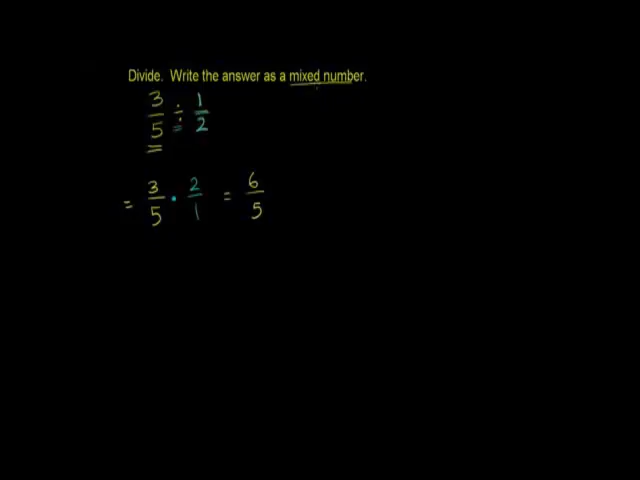 Divide. Write the answer as a mixed number.
3/5 ÷ 1/2
= 3/5 · 2/1 = 6/5